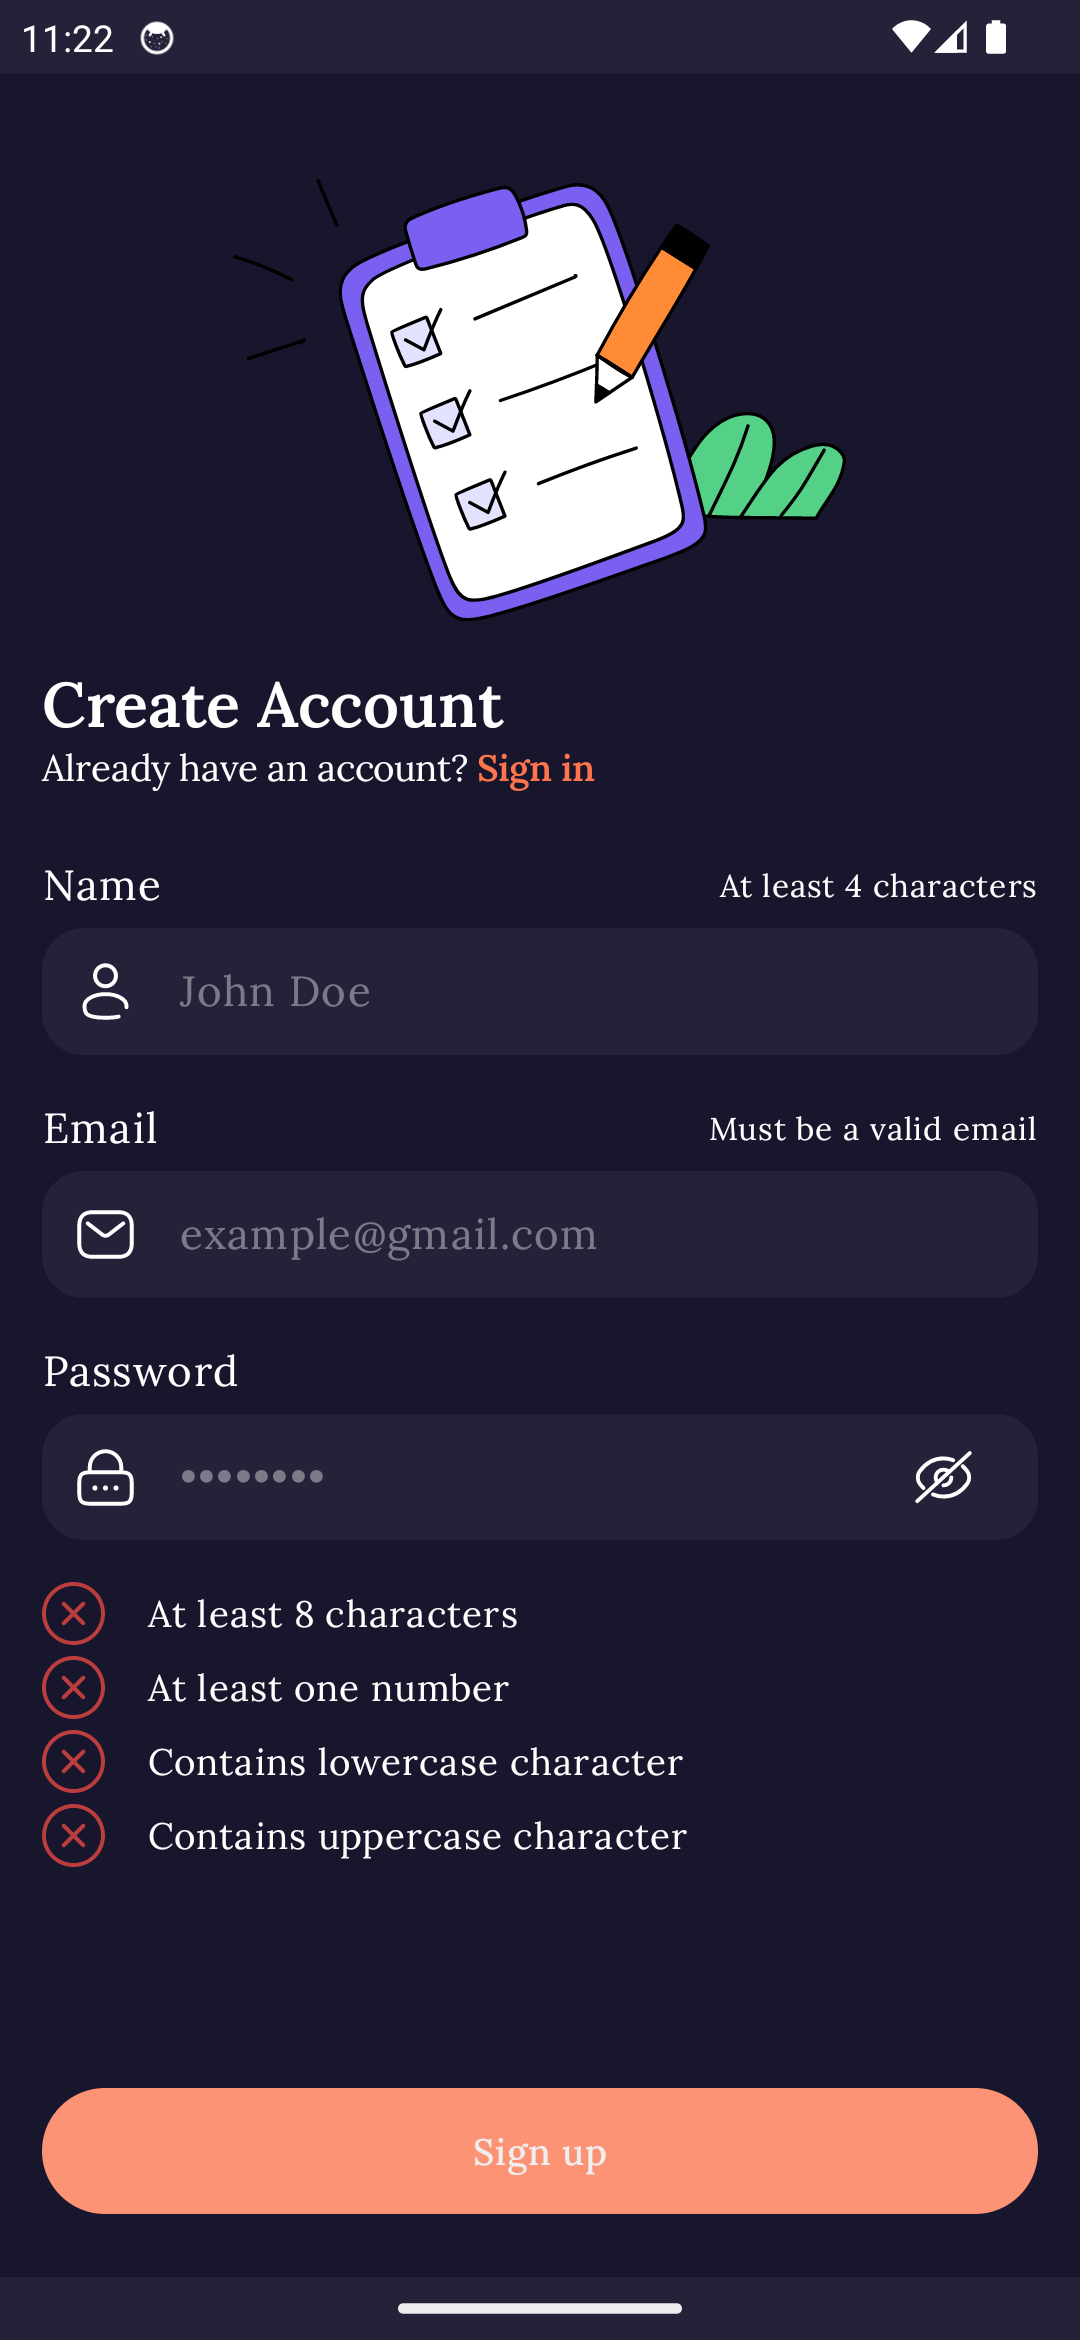 11:22
Create Account
Already have an account? Sign in
Name
At least 4 characters
John Doe
Email
Must be a valid email
example@gmail.com
Password
••••••••
At least 8 characters
At least one number
Contains lowercase character
Contains uppercase character
Sign up